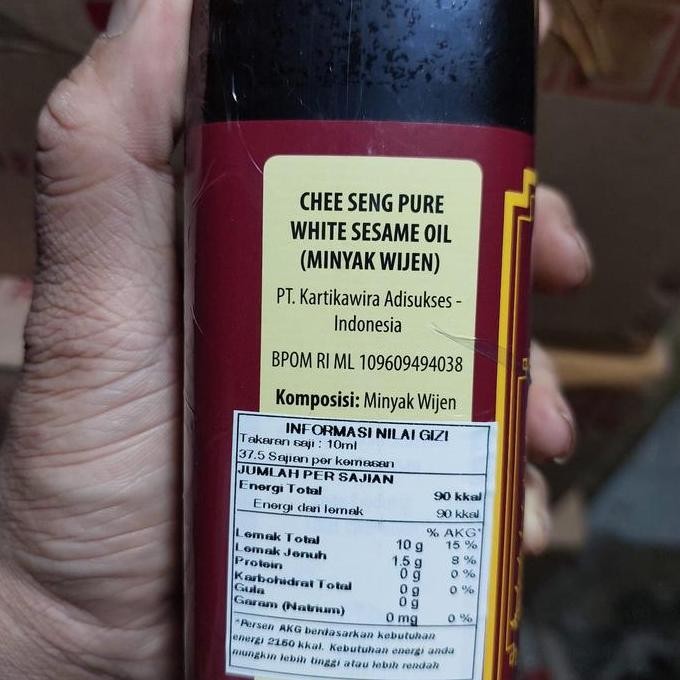 CHEE SENG PURE
WHITE SESAME OIL
(MINYAK WIJEN)
PT. Kartikawira Adisukses -
Indonesia
BPOM RI ML 109609494038
Komposisi: Minyak Wijen
INFORMASI NILAI GIZI
Takaran saji : 10ml
37.5 Sajian per kemasan
JUMLAH PER SAJIAN
Energi Total 90 kkal
Energi dari lemak 90 kkal
% AKG*
Lemak Total 10 g 15 %
Lemak Jenuh 1.5 g 8 %
Protein 0 g 0 %
Karbohidrat Total 0 g 0 %
Gula 0 g
Garam (Natrium) 0 mg 0 %
*Persen AKG berdasarkan kebutuhan
energi 2150 kkal. Kebutuhan energi anda
mungkin lebih tinggi atau lebih rendah